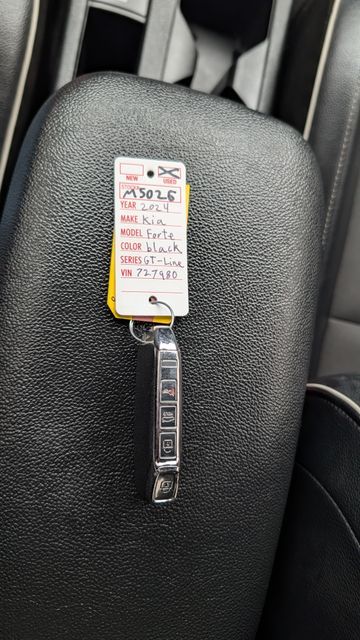 NEW USED
M5026
YEAR 2024
MAKE Kia
MODEL Forte
COLOR black
SERIES GT-Line
VIN 727980